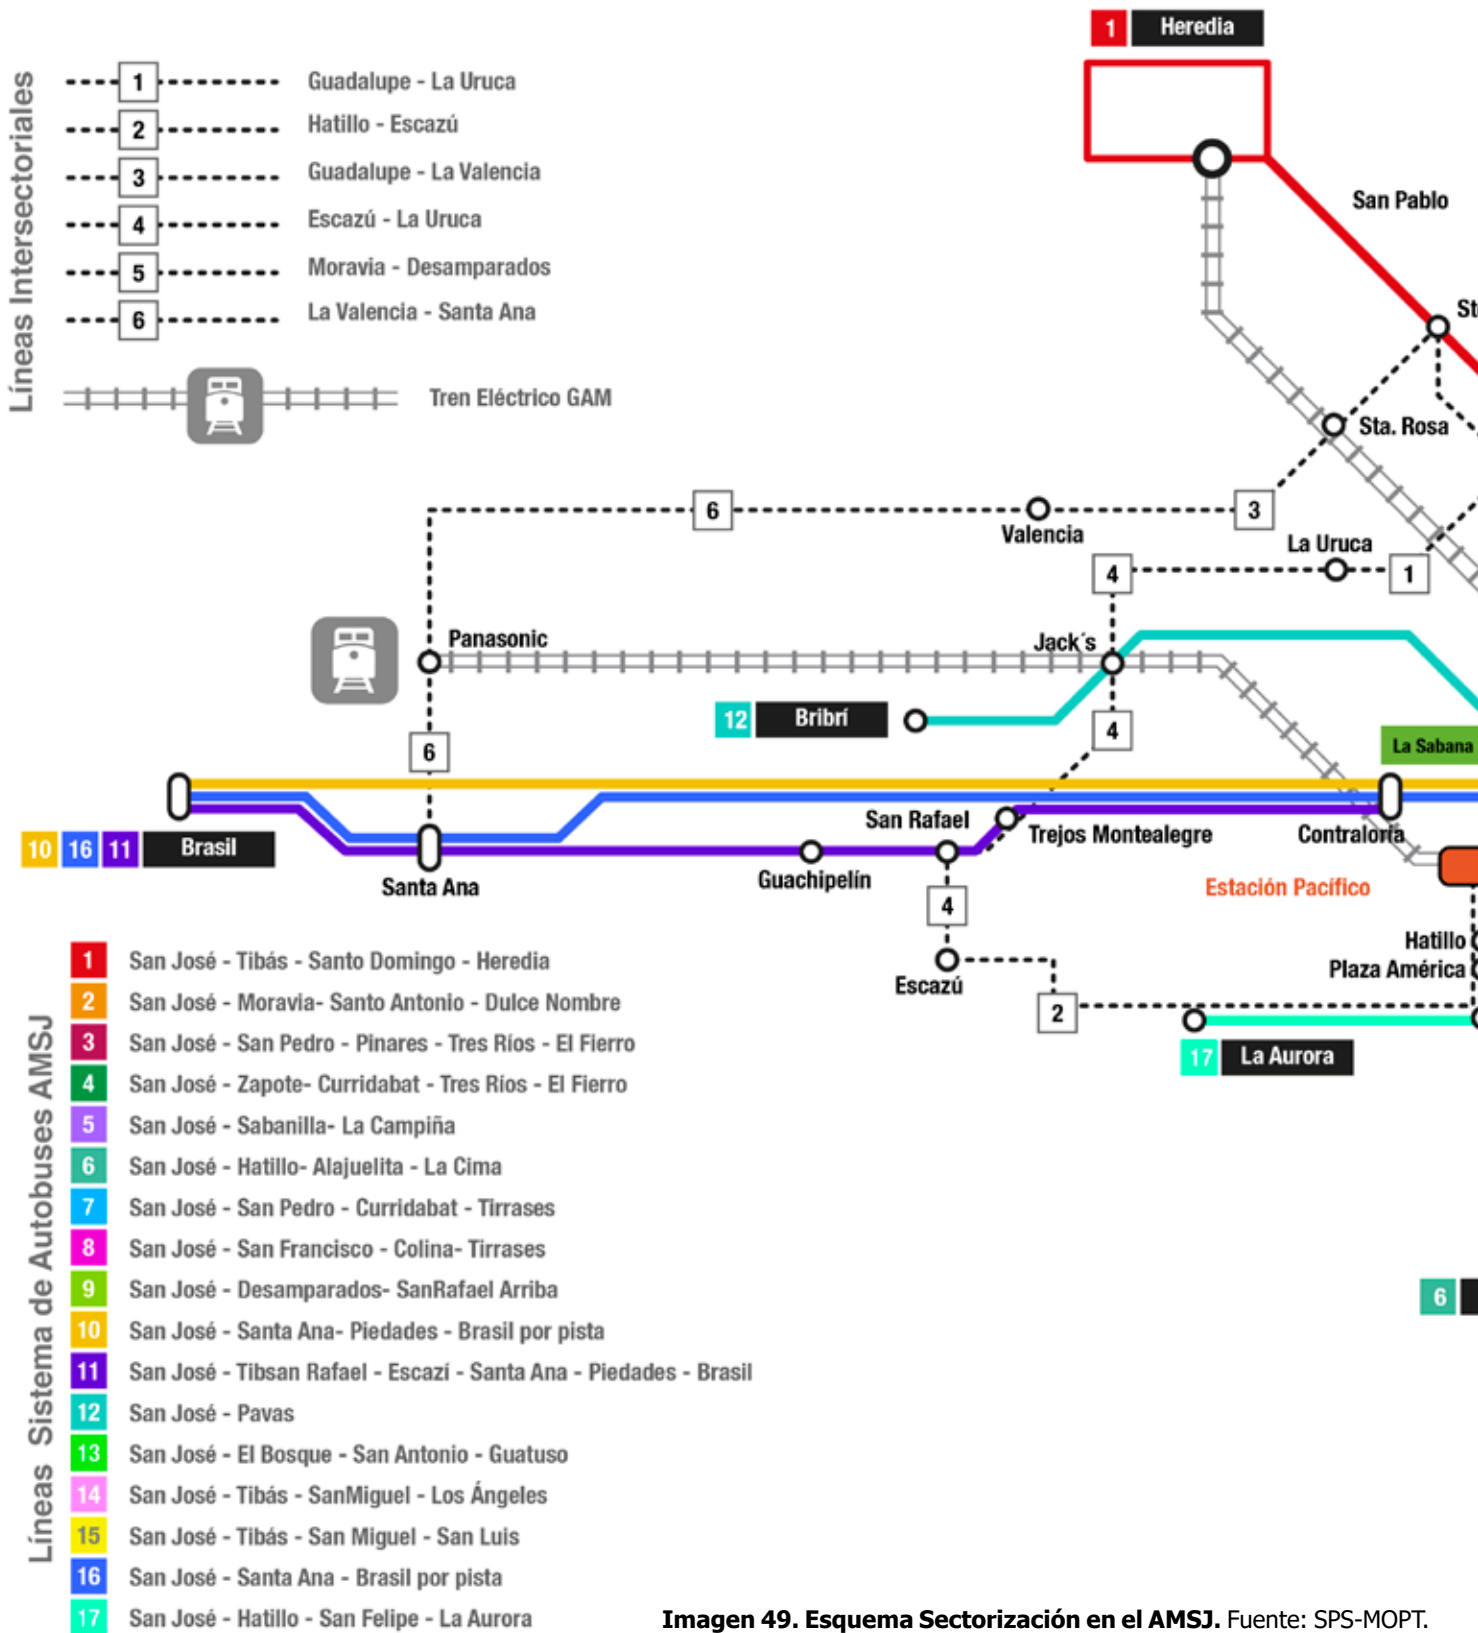 Líneas Intersectoriales
1 Guadalupe - La Uruca
2 Hatillo - Escazú
3 Guadalupe - La Valencia
4 Escazú - La Uruca
5 Moravia - Desamparados
6 La Valencia - Santa Ana
Tren Eléctrico GAM
1 Heredia
San Pablo
Sta. Rosa
6
3
Valencia
La Uruca
4
1
Panasonic
Jack´s
12 Bribrí
4
6
La Sabana
10 16 11 Brasil
San Rafael
Trejos Montealegre
Contraloría
Santa Ana
Guachipelín
Estación Pacífico
4
Hatillo
Plaza América
Escazú
2
17 La Aurora
6
Líneas Sistema de Autobuses AMSJ
1 San José - Tibás - Santo Domingo - Heredia
2 San José - Moravia- Santo Antonio - Dulce Nombre
3 San José - San Pedro - Pinares - Tres Ríos - El Fierro
4 San José - Zapote- Curridabat - Tres Ríos - El Fierro
5 San José - Sabanilla- La Campiña
6 San José - Hatillo- Alajuelita - La Cima
7 San José - San Pedro - Curridabat - Tirrases
8 San José - San Francisco - Colina- Tirrases
9 San José - Desamparados- SanRafael Arriba
10 San José - Santa Ana- Piedades - Brasil por pista
11 San José - Tibsan Rafael - Escazí - Santa Ana - Piedades - Brasil
12 San José - Pavas
13 San José - El Bosque - San Antonio - Guatuso
14 San José - Tibás - SanMiguel - Los Ángeles
15 San José - Tibás - San Miguel - San Luis
16 San José - Santa Ana - Brasil por pista
17 San José - Hatillo - San Felipe - La Aurora
Imagen 49. Esquema Sectorización en el AMSJ. Fuente: SPS-MOPT.